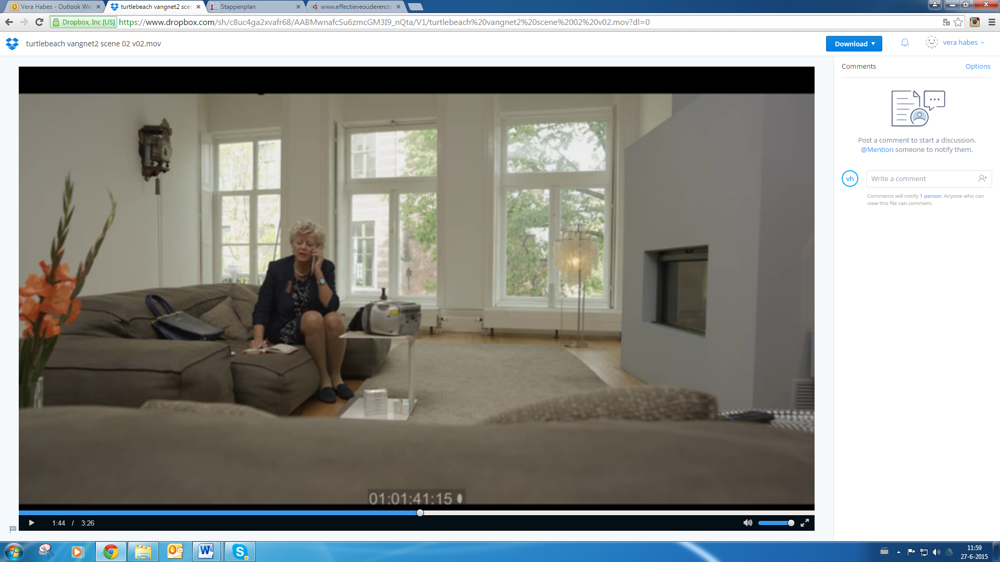 Vera Habes - Outlook We
turtlebeach vangnet2 scen
Stappenplan
www.effectieveouderenzo
Dropbox, Inc [US]
https://www.dropbox.com/sh/c8uc4ga2xvafr68/AABMwnafcSu6zmcGM3I9_nQta/V1/turtlebeach%20vangnet2%20scene%2002%20v02.mov?dl=0
turtlebeach vangnet2 scene 02 v02.mov
Download
vera habes
Comments
Options
Post a comment to start a discussion.
@Mention someone to notify them.
vh
Write a comment
Comments will notify 1 person. Anyone who can
view this file can comment.
01:01:41:15
1:44 / 3:26
11:59
27-6-2015